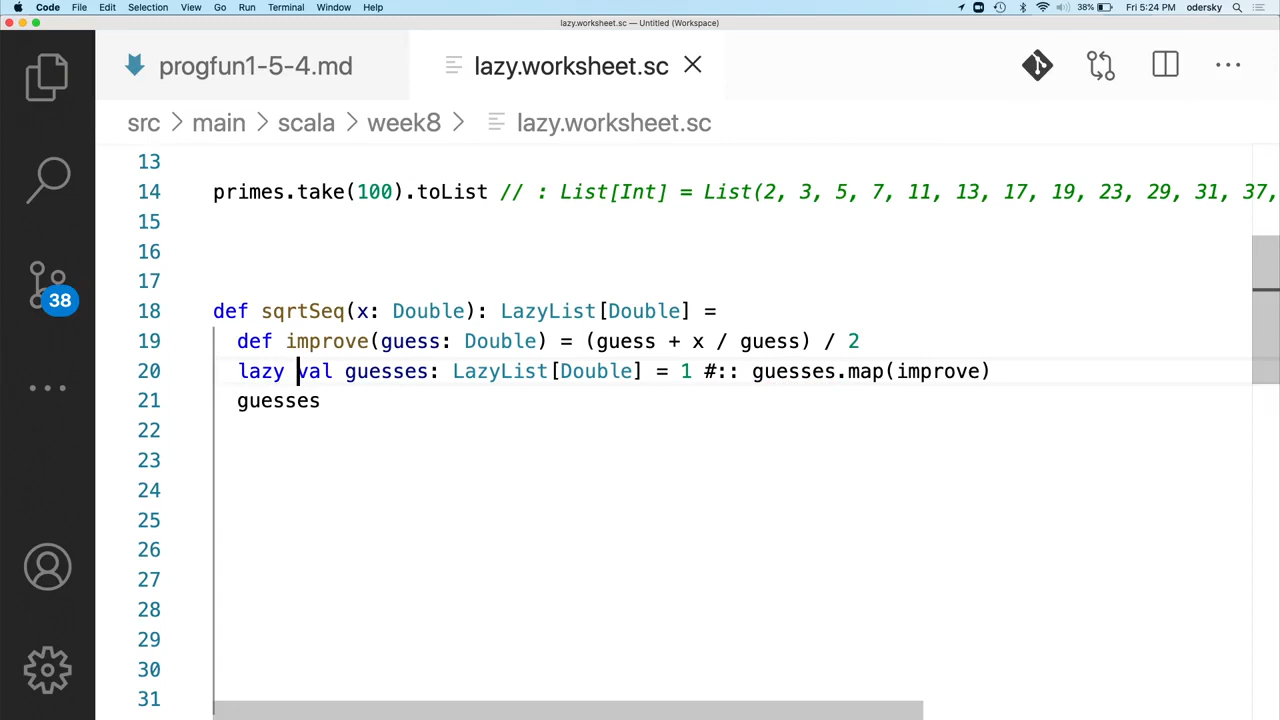 Code File Edit Selection View Go Run Terminal Window Help 38% Fri 5:24 PM odersky
lazy.worksheet.sc — Untitled (Workspace)
progfun1-5-4.md lazy.worksheet.sc
src > main > scala > week8 > lazy.worksheet.sc
13
14 primes.take(100).toList // : List[Int] = List(2, 3, 5, 7, 11, 13, 17, 19, 23, 29, 31, 37,
15
16
17
18 def sqrtSeq(x: Double): LazyList[Double] =
19 def improve(guess: Double) = (guess + x / guess) / 2
20 lazy val guesses: LazyList[Double] = 1 #:: guesses.map(improve)
21 guesses
22
23
24
25
26
27
28
29
30
31
38